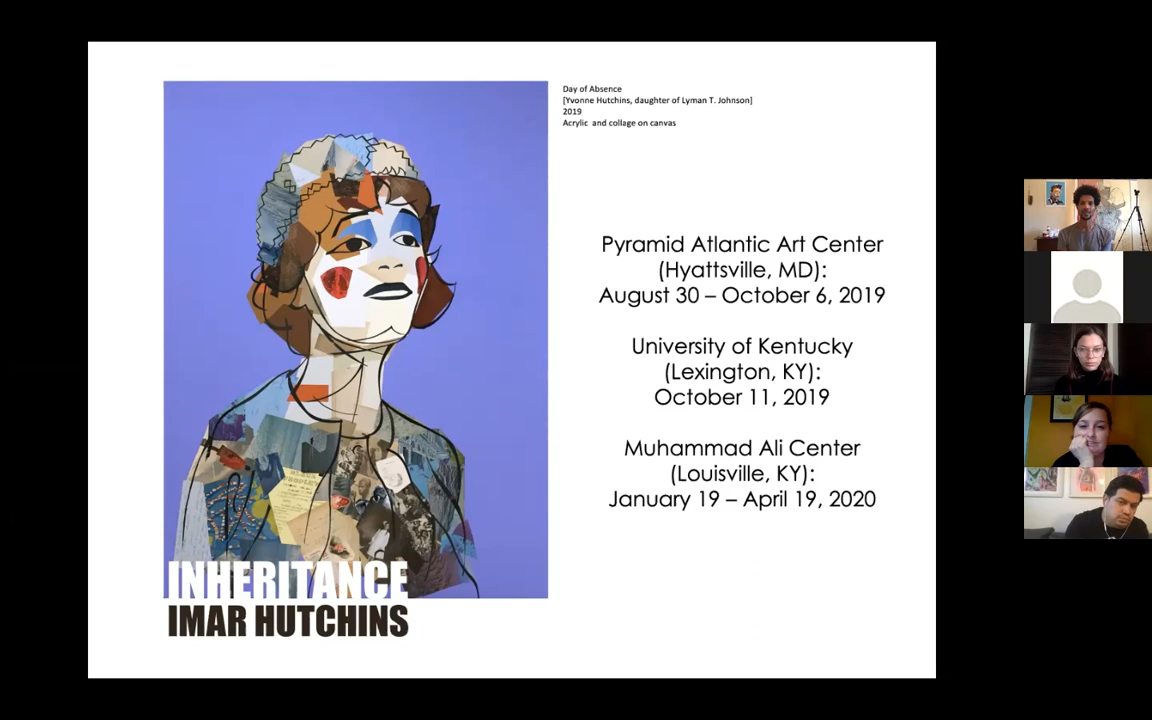 Day of Absence
[Yvonne Hutchins, daughter of Lyman T. Johnson]
2019
Acrylic and collage on canvas
Pyramid Atlantic Art Center
(Hyattsville, MD):
August 30 – October 6, 2019
University of Kentucky
(Lexington, KY):
October 11, 2019
Muhammad Ali Center
(Louisville, KY):
January 19 – April 19, 2020
INHERITANCE
IMAR HUTCHINS